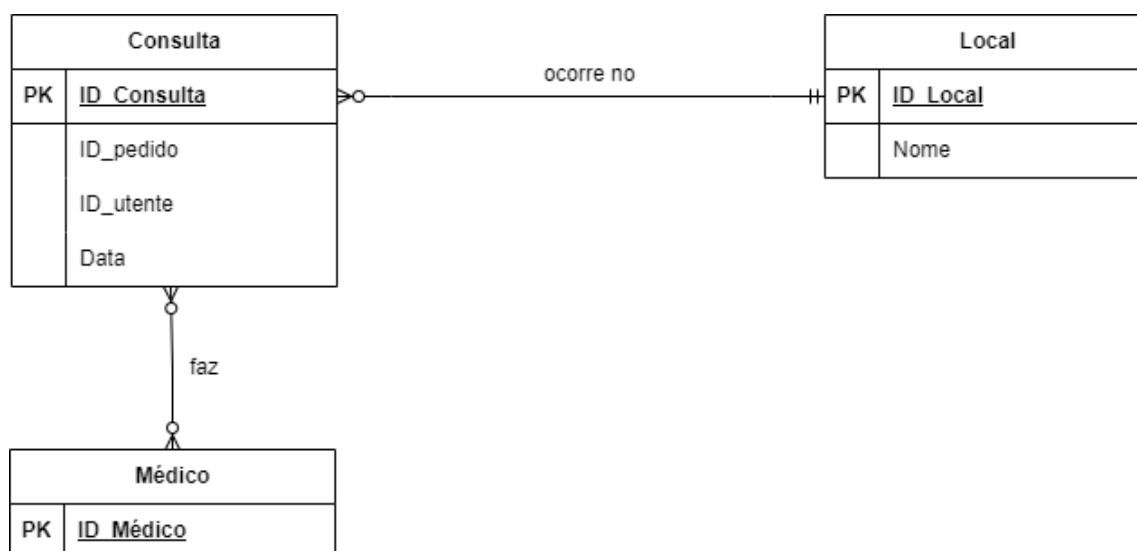 Consulta
PK ID_Consulta
ID_pedido
ID_utente
Data
ocorre no
Local
PK ID_Local
Nome
faz
Médico
PK ID_Médico